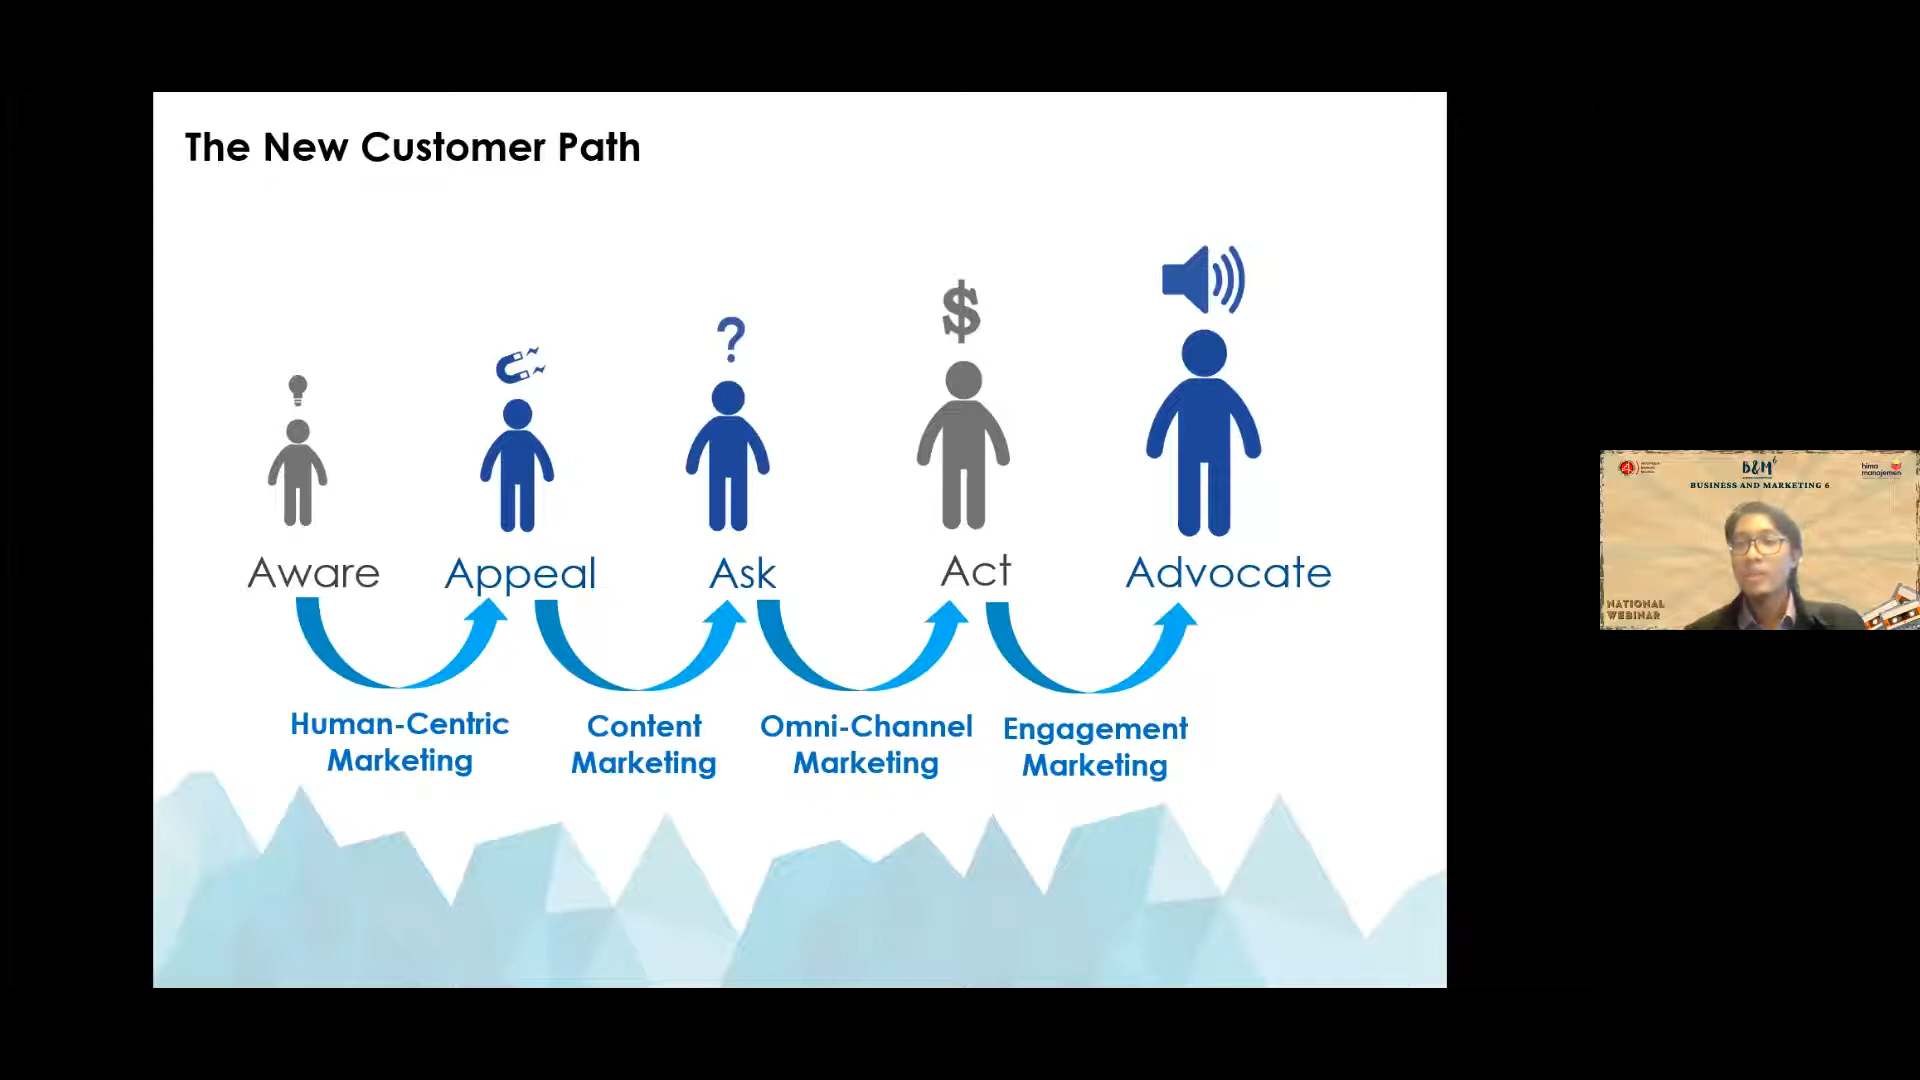 The New Customer Path
$
?
Aware
Appeal
Ask
Act
Advocate
Human-Centric
Marketing
Content
Marketing
Omni-Channel
Marketing
Engagement
Marketing
B&M6
BUSINESS AND MARKETING 6
hima
manajemen
NATIONAL
WEBINAR